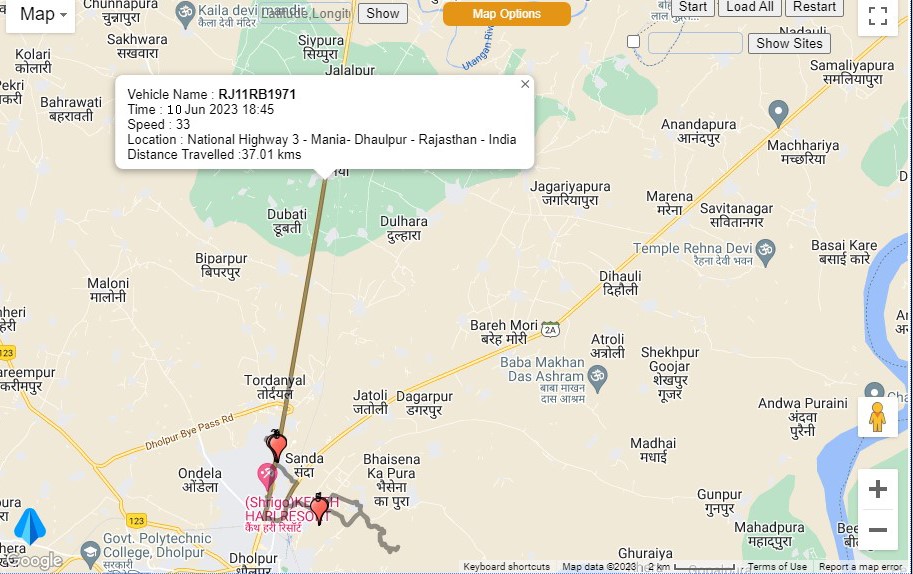 Map
Chunnapura
चुन्नापुरा
Kaila devi mandir
कैला देवी मंदिर
Latitude,Longit
Show
Map Options
Start
Load All
Restart
Show Sites
Nadauli
Sakhwara
सखवारा
Kolari
कोलारी
Siypura
सिय्पुरा
Jalalpur
Bahrawati
बहरावती
Samaliyapura
समलियापुरा
Vehicle Name : RJ11RB1971
Time : 10 Jun 2023 18:45
Speed : 33
Location : National Highway 3 - Mania- Dhaulpur - Rajasthan - India
Distance Travelled :37.01 kms
Utangan River
Anandapur
आनंदपुर
Machhariya
मच्छरिया
Jagariyapura
जगरियापुरा
Marena
मरेना
Savitanagar
सवितानगर
Dubati
डूबती
Dulhara
दुल्हारा
Temple Rehna Devi
रेहना देवी भवन
Basai Kare
बसाई कारे
Biparpur
बिपरपुर
Maloni
मालोनी
Dihauli
दिहौली
Bareh Mori
बरेह मोरी
2A
Atroli
अत्रोली
Shekhpur
Goojar
शेखपुर
गूजर
Baba Makhan
Das Ashram
बाबा माखन
दास आश्रम
123
Tordanyal
तोर्दंयल
Jatoli
जतोली
Dagarpur
डगरपुर
Andwa Puraini
अंदवा
पुरैनी
Dholpur Bye Pass Rd
Madhai
मधाई
Sanda
संदा
Bhaisena
Ka Pura
भैरोना
का पुरा
Ondela
ओंडेला
HARI RESORT
कैंथ हरी रिसॉर्ट
Gunpur
गुनपुर
123
Mahadpura
महादपुरा
Govt. Polytechnic
College, Dholpur
सरकारी
Dholpur
धौलपुर
Ghuraiya
Google
Keyboard shortcuts
Map data ©2023
2 km
Terms of Use
Report a map error